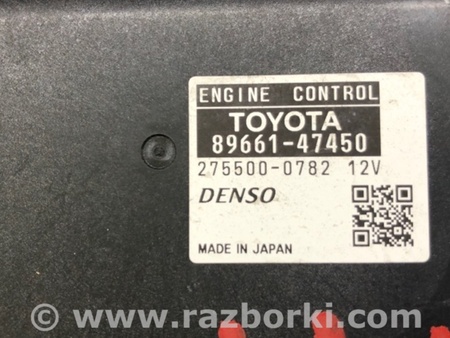 ENGINE CONTROL
TOYOTA
89661-47450
275500-0782 12V
DENSO
MADE IN JAPAN
© www.razborki.com